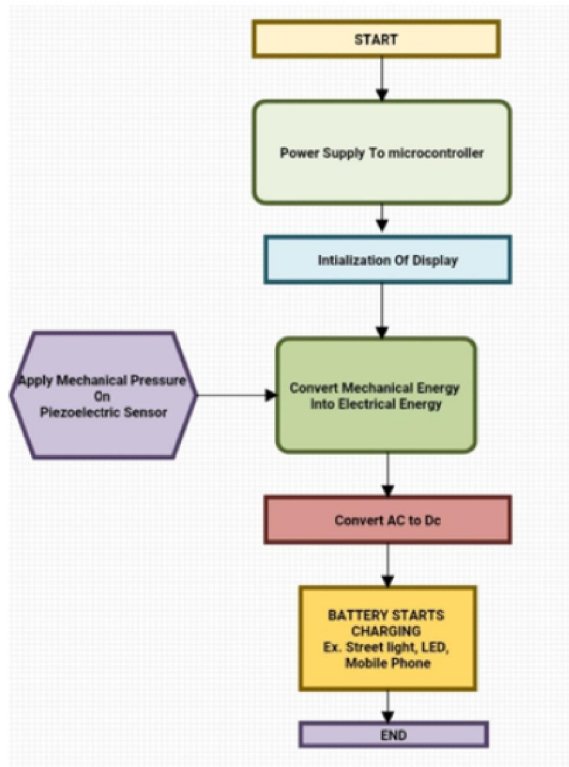 START
Power Supply To microcontroller
Intialization Of Display
Apply Mechanical Pressure
On
Piezoelectric Sensor
Convert Mechanical Energy
Into Electrical Energy
Convert AC to Dc
BATTERY STARTS
CHARGING
Ex. Street light, LED,
Mobile Phone
END